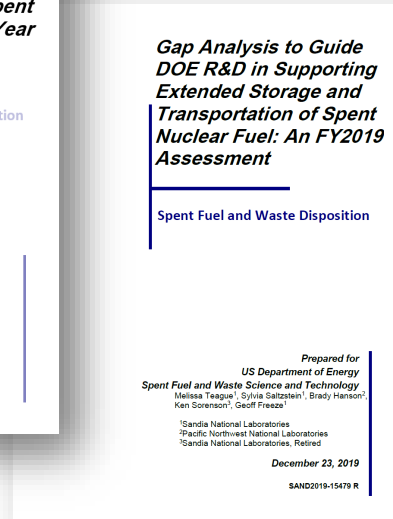 pent
Year
tion
Gap Analysis to Guide
DOE R&D in Supporting
Extended Storage and
Transportation of Spent
Nuclear Fuel: An FY2019
Assessment
Spent Fuel and Waste Disposition
Prepared for
US Department of Energy
Spent Fuel and Waste Science and Technology
Melissa Teague¹, Sylvia Saltzstein¹, Brady Hanson²,
Ken Sorenson³, Geoff Freeze¹
¹Sandia National Laboratories
²Pacific Northwest National Laboratories
³Sandia National Laboratories, Retired
December 23, 2019
SAND2019-15479 R